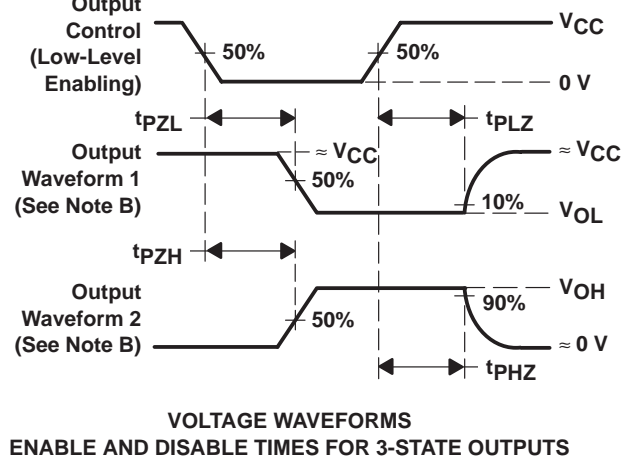 Output
Control
(Low-Level
Enabling)
50%
50%
VCC
0 V
tPZL
tPLZ
Output
Waveform 1
(See Note B)
≈ VCC
50%
≈ VCC
10%
VOL
tPZH
Output
Waveform 2
(See Note B)
50%
VOH
90%
≈ 0 V
tPHZ
VOLTAGE WAVEFORMS
ENABLE AND DISABLE TIMES FOR 3-STATE OUTPUTS